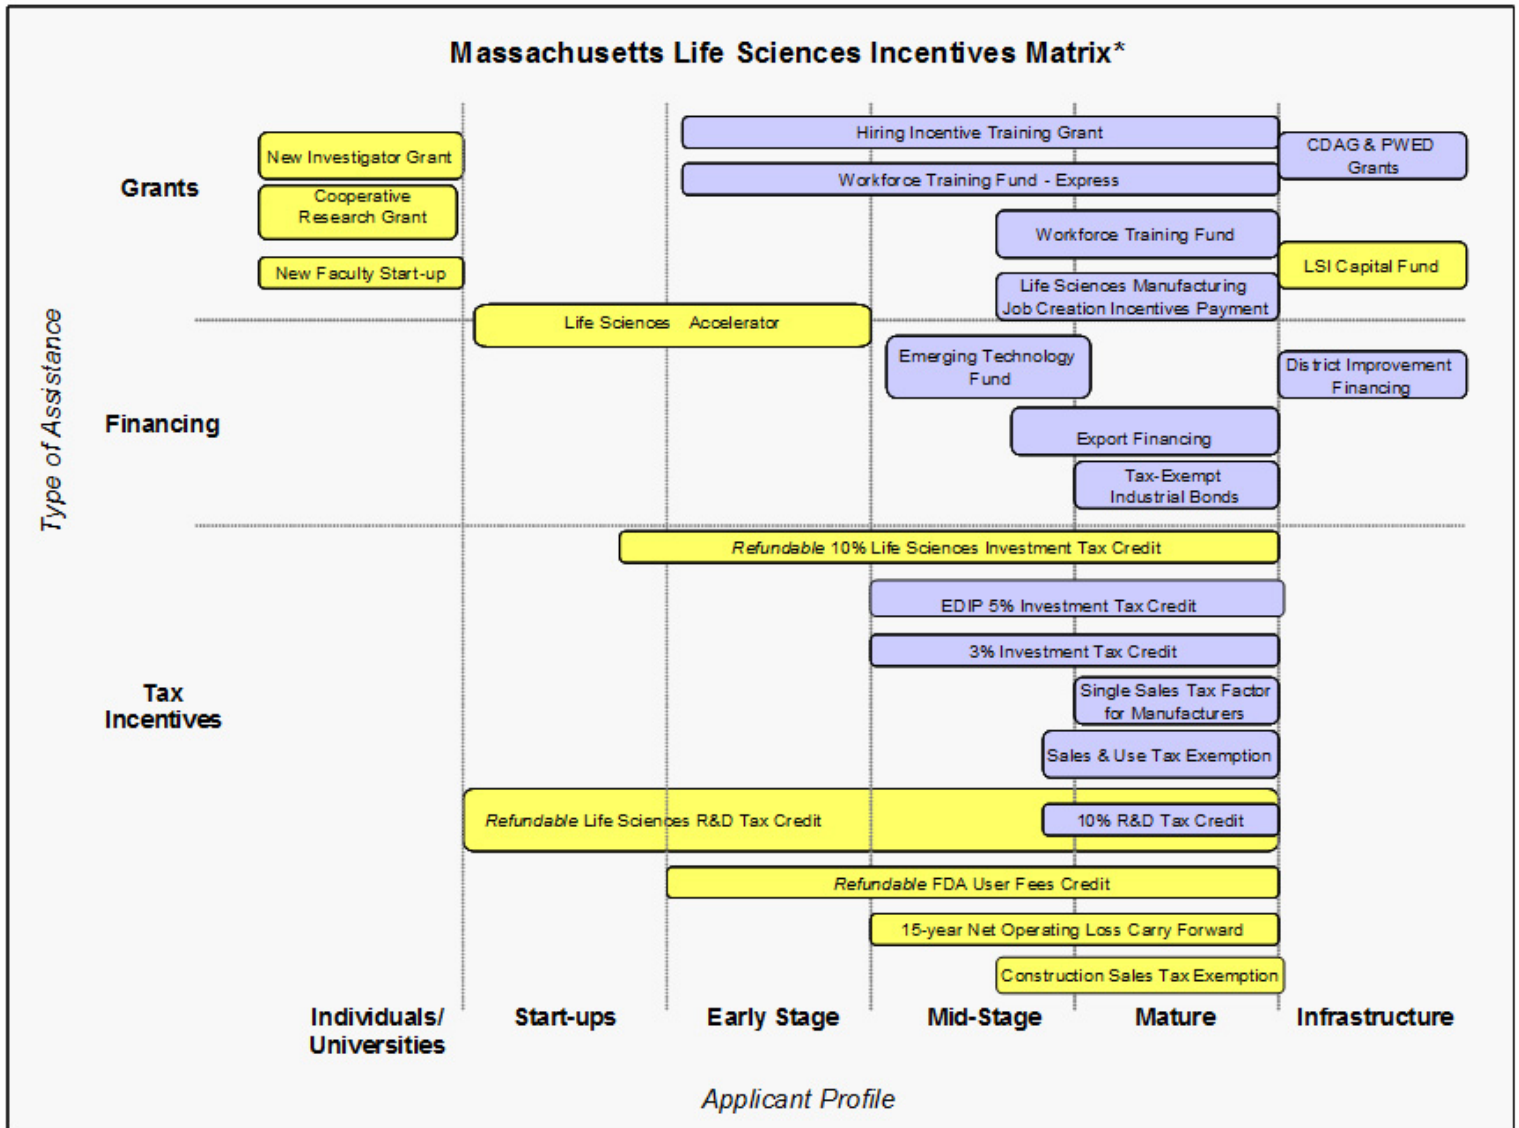 Massachusetts Life Sciences Incentives Matrix*
Type of Assistance
Grants
New Investigator Grant
Cooperative
Research Grant
New Faculty Start-up
Hiring Incentive Training Grant
Workforce Training Fund - Express
Workforce Training Fund
Life Sciences Manufacturing
Job Creation Incentives Payment
CDAG & PWED
Grants
LSI Capital Fund
Life Sciences Accelerator
Financing
Emerging Technology
Fund
District Improvement
Financing
Export Financing
Tax-Exempt
Industrial Bonds
Tax
Incentives
Refundable 10% Life Sciences Investment Tax Credit
EDIP 5% Investment Tax Credit
3% Investment Tax Credit
Single Sales Tax Factor
for Manufacturers
Sales & Use Tax Exemption
Refundable Life Sciences R&D Tax Credit
10% R&D Tax Credit
Refundable FDA User Fees Credit
15-year Net Operating Loss Carry Forward
Construction Sales Tax Exemption
Individuals/
Universities
Start-ups
Early Stage
Mid-Stage
Mature
Infrastructure
Applicant Profile